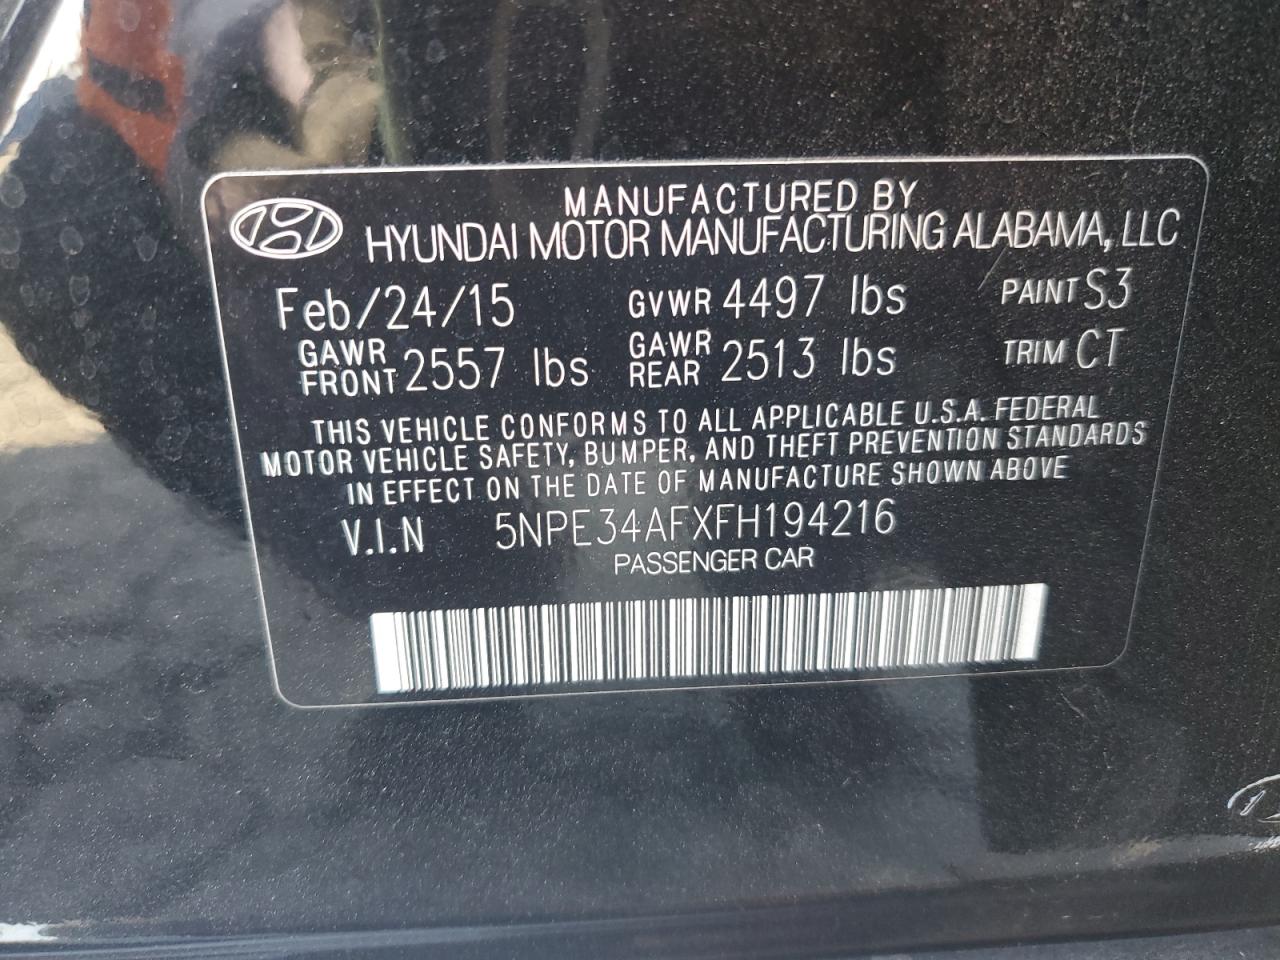 MANUFACTURED BY
HYUNDAI MOTOR MANUFACTURING ALABAMA, LLC
Feb/24/15 GVWR 4497 lbs PAINT S3
GAWR FRONT 2557 lbs GAWR REAR 2513 lbs TRIM CT
THIS VEHICLE CONFORMS TO ALL APPLICABLE U.S.A. FEDERAL
MOTOR VEHICLE SAFETY, BUMPER, AND THEFT PREVENTION STANDARDS
IN EFFECT ON THE DATE OF MANUFACTURE SHOWN ABOVE
V.I.N 5NPE34AFXFH194216
PASSENGER CAR